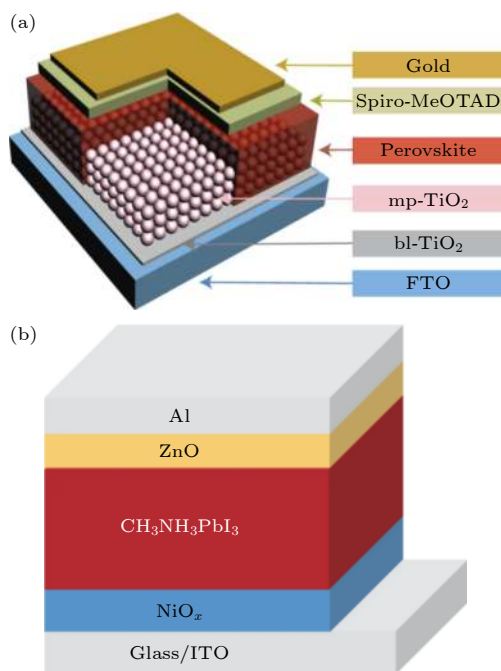 (a)
Gold
Spiro-MeOTAD
Perovskite
mp-TiO₂
bl-TiO₂
FTO
(b)
Al
ZnO
CH₃NH₃PbI₃
NiOₓ
Glass/ITO